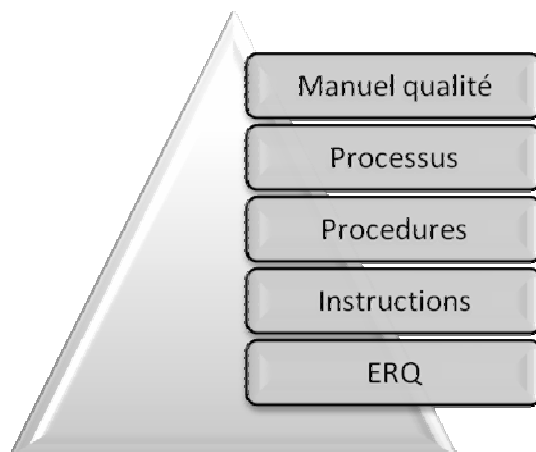 Manuel qualité
Processus
Procedures
Instructions
ERQ